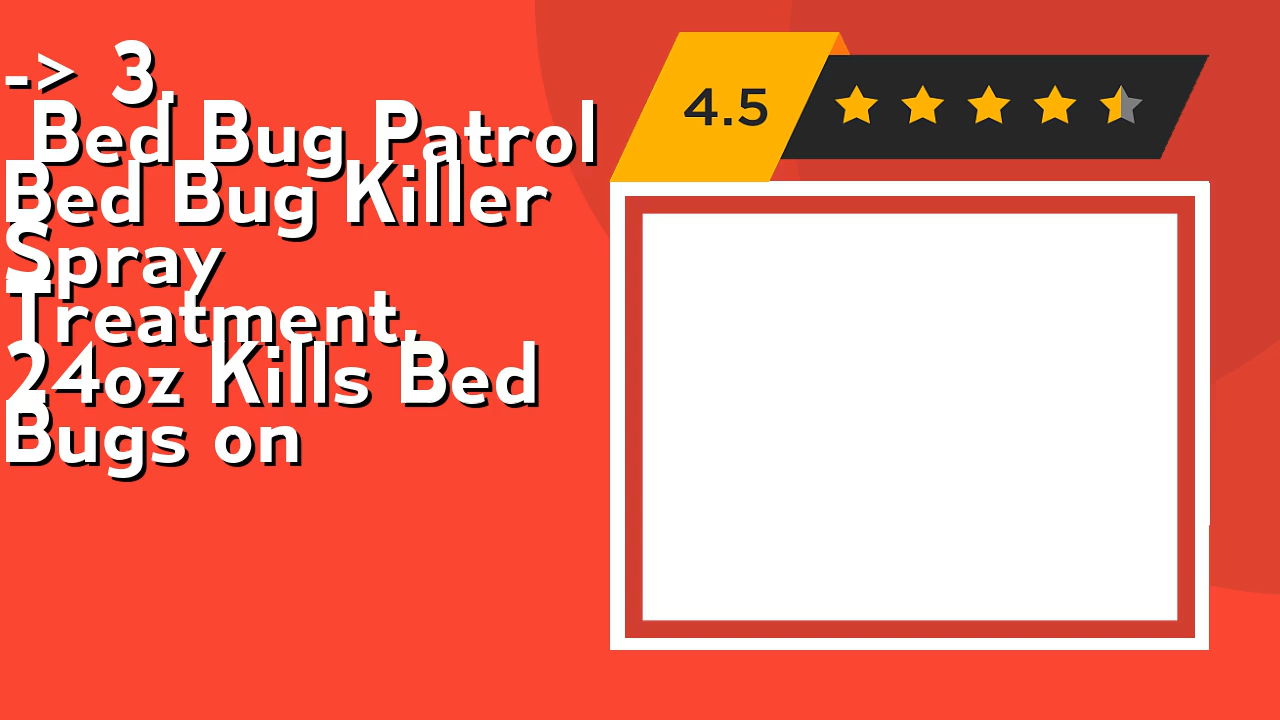 -> 3.
Bed Bug Patrol
Bed Bug Killer
Spray
Treatment,
24oz Kills Bed
Bugs on
4.5